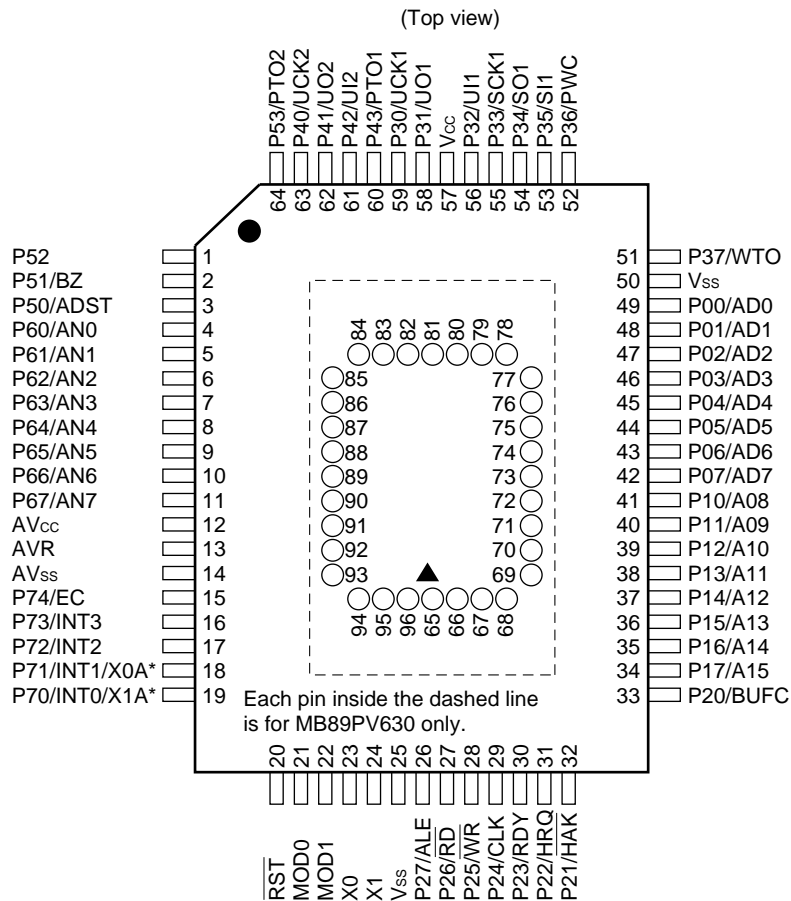 (Top view)
P53/PTO2
P40/UCK2
P41/UO2
P42/UI2
P43/PTO1
P30/UCK1
P31/UO1
Vcc
P32/UI1
P33/SCK1
P34/SO1
P35/SI1
P36/PWC
64 63 62 61 60 59 58 57 56 55 54 53 52
P52 1
P51/BZ 2
P50/ADST 3
P60/AN0 4
P61/AN1 5
P62/AN2 6
P63/AN3 7
P64/AN4 8
P65/AN5 9
P66/AN6 10
P67/AN7 11
AVcc 12
AVR 13
AVss 14
P74/EC 15
P73/INT3 16
P72/INT2 17
P71/INT1/X0A* 18
P70/INT0/X1A* 19
84 83 82 81 80 79 78
85 77
86 76
87 75
88 74
89 73
90 72
91 71
92 70
93 69
94 95 96 65 66 67 68
Each pin inside the dashed line
is for MB89PV630 only.
51 P37/WTO
50 Vss
49 P00/AD0
48 P01/AD1
47 P02/AD2
46 P03/AD3
45 P04/AD4
44 P05/AD5
43 P06/AD6
42 P07/AD7
41 P10/A08
40 P11/A09
39 P12/A10
38 P13/A11
37 P14/A12
36 P15/A13
35 P16/A14
34 P17/A15
33 P20/BUFC
20 21 22 23 24 25 26 27 28 29 30 31 32
RST
MOD0
MOD1
X0
X1
Vss
P27/ALE
P26/RD
P25/WR
P24/CLK
P23/RDY
P22/HRQ
P21/HAK